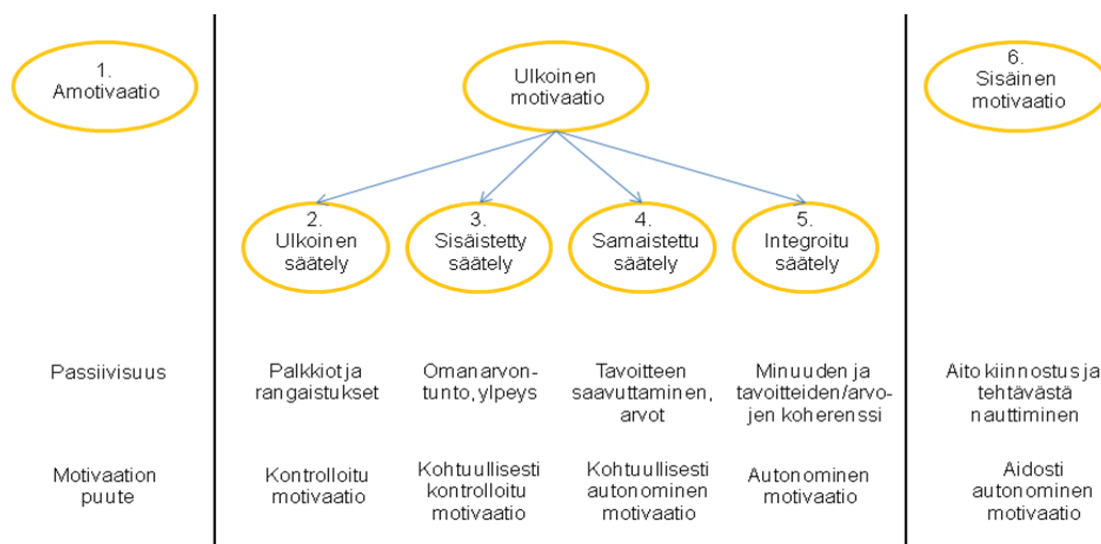 1.
Amotivaatio
Ulkoinen
motivaatio
6.
Sisäinen
motivaatio
2.
Ulkoinen
säätely
3.
Sisäistetty
säätely
4.
Samaistettu
säätely
5.
Integroitu
säätely
Passiivisuus
Palkkiot ja
rangaistukset
Omanarvon-
tunto, ylpeys
Tavoitteen
saavuttaminen,
arvot
Minuuden ja
tavoitteiden/arvo-
jen koherenssi
Aito kiinnostus ja
tehtävästä
nauttiminen
Motivaation
puute
Kontrolloitu
motivaatio
Kohtuullisesti
kontrolloitu
motivaatio
Kohtuullisesti
autonominen
motivaatio
Autonominen
motivaatio
Aidosti
autonominen
motivaatio